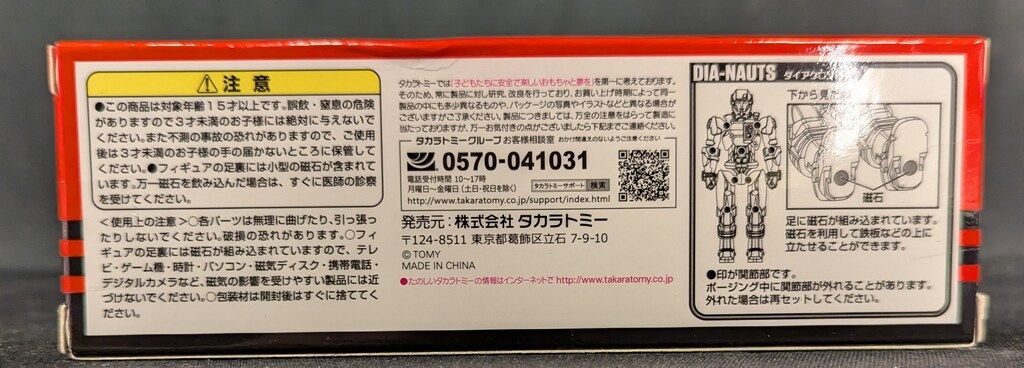 ⚠注意
●この商品は対象年齢15才以上です。誤飲・窒息の危険
がありますので3才未満のお子様には絶対に与えないで
ください。また不測の事故の恐れがありますので、ご使用
後は3才未満のお子様の手の届かないところに保管して
ください。●フィギュアの足裏には小型の磁石が含まれて
います。万一磁石を飲み込んだ場合は、すぐに医師の診察
を受けてください。
＜使用上の注意＞○各パーツは無理に曲げたり、引っ張っ
たりしないでください。破損の恐れがあります。○フィ
ギュアの足裏には磁石が組み込まれていますので、テレ
ビ・ゲーム機・時計・パソコン・磁気ディスク・携帯電話・
デジタルカメラなど、磁気の影響を受けやすい製品には近
づけないでください。○包装材は開封後はすぐに捨ててく
ださい。
タカラトミーでは「子どもたちに安全で楽しいおもちゃと夢を」を第一に考えております。
そのため、常に製品に対し研究、改良を行っており、お買い上げ時期によって同一
製品の中にも多少異なるものや、パッケージの写真やイラストなどと異なる場合が
ございますがご了承ください。製品につきましては、万全の注意をはらって製造に
当たっておりますが、万一お気付きの点がございましたら下記までご連絡ください。
タカラトミーグループお客様相談室 おかけ間違えのないようご注意ください
0570-041031
電話受付時間 10〜17時
月曜日〜金曜日(土日・祝日を除く)
タカラトミーサポート 検索
http://www.takaratomy.co.jp/support/index.html
発売元：株式会社 タカラトミー
〒124-8511 東京都葛飾区立石 7-9-10
©TOMY
MADE IN CHINA
●たのしいタカラトミーの情報はインターネットで http://www.takaratomy.co.jp
DIA-NAUTS ダイアクロン
下から見た
磁石
足に磁石が組み込まれています。
磁石を利用して鉄板などの上に
立たせることができます。
●印が関節部です。
ポージング中に関節部が外れることがあります。
外れた場合は再セットしてください。